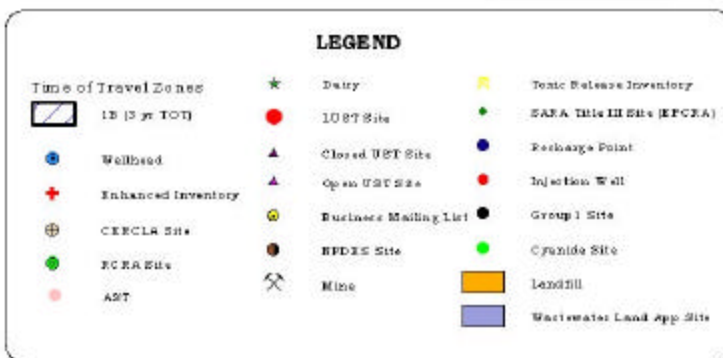 LEGEND
Time of Travel Zones
1B (3 yr TOT)
Wellhead
Enhanced Inventory
CERCLA Site
RCRA Site
AST
Dairy
LUST Site
Closed UST Site
Open UST Site
Business Mailing List
NPDES Site
Mine
Toxic Release Inventory
SARA Title III Site (EPCRA)
Recharge Point
Injection Well
Group 1 Site
Cyanide Site
Landfill
Wastewater Land App Site